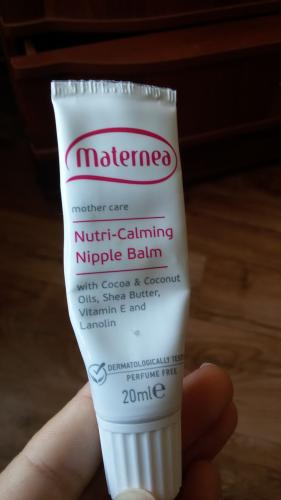 Maternea
mother care
Nutri-Calming
Nipple Balm
with Cocoa & Coconut
Oils, Shea Butter,
Vitamin E and
Lanolin
DERMATOLOGICALLY
PERFUME FREE
20ml℮